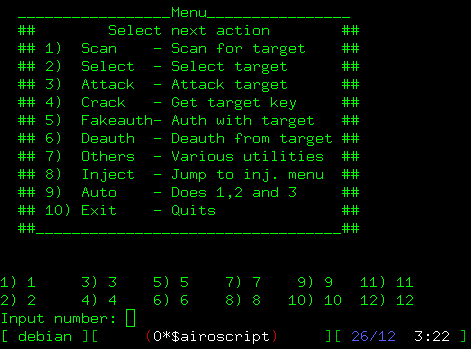 _________________Menu_______________
##        Select next action        ##
## 1)  Scan    - Scan for target    ##
## 2)  Select  - Select target      ##
## 3)  Attack  - Attack target      ##
## 4)  Crack   - Get target key     ##
## 5)  Fakeauth- Auth with target   ##
## 6)  Deauth  - Deauth from target ##
## 7)  Others  - Various utilities  ##
## 8)  Inject  - Jump to inj. menu  ##
## 9)  Auto    - Does 1,2 and 3     ##
## 10) Exit    - Quits              ##
##__________________________________##
1) 1     3) 3    5) 5    7) 7    9) 9   11) 11
2) 2     4) 4    6) 6    8) 8   10) 10  12) 12
Input number:
[ debian ][     (0*$airoscript)     ][ 26/12  3:22 ]